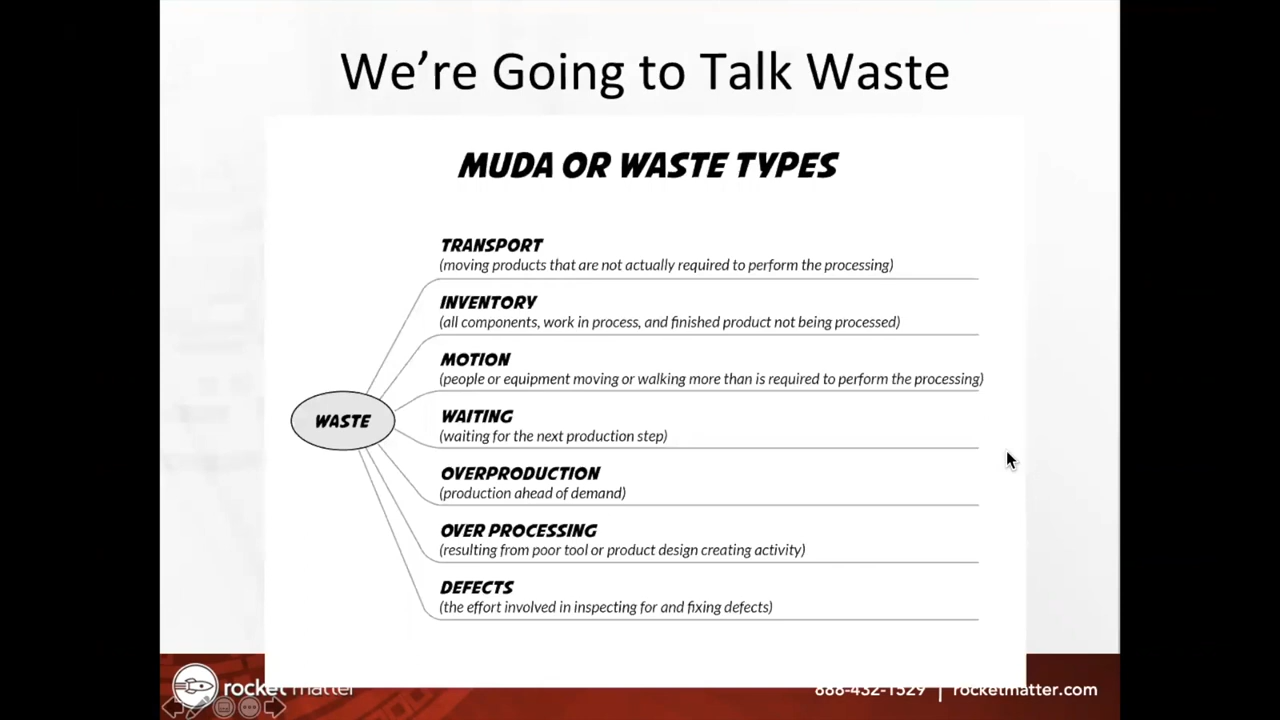 We’re Going to Talk Waste
MUDA OR WASTE TYPES
TRANSPORT
(moving products that are not actually required to perform the processing)
INVENTORY
(all components, work in process, and finished product not being processed)
MOTION
(people or equipment moving or walking more than is required to perform the processing)
WAITING
(waiting for the next production step)
WASTE
OVERPRODUCTION
(production ahead of demand)
OVER PROCESSING
(resulting from poor tool or product design creating activity)
DEFECTS
(the effort involved in inspecting for and fixing defects)
rocket matter
888-432-1529 | rocketmatter.com